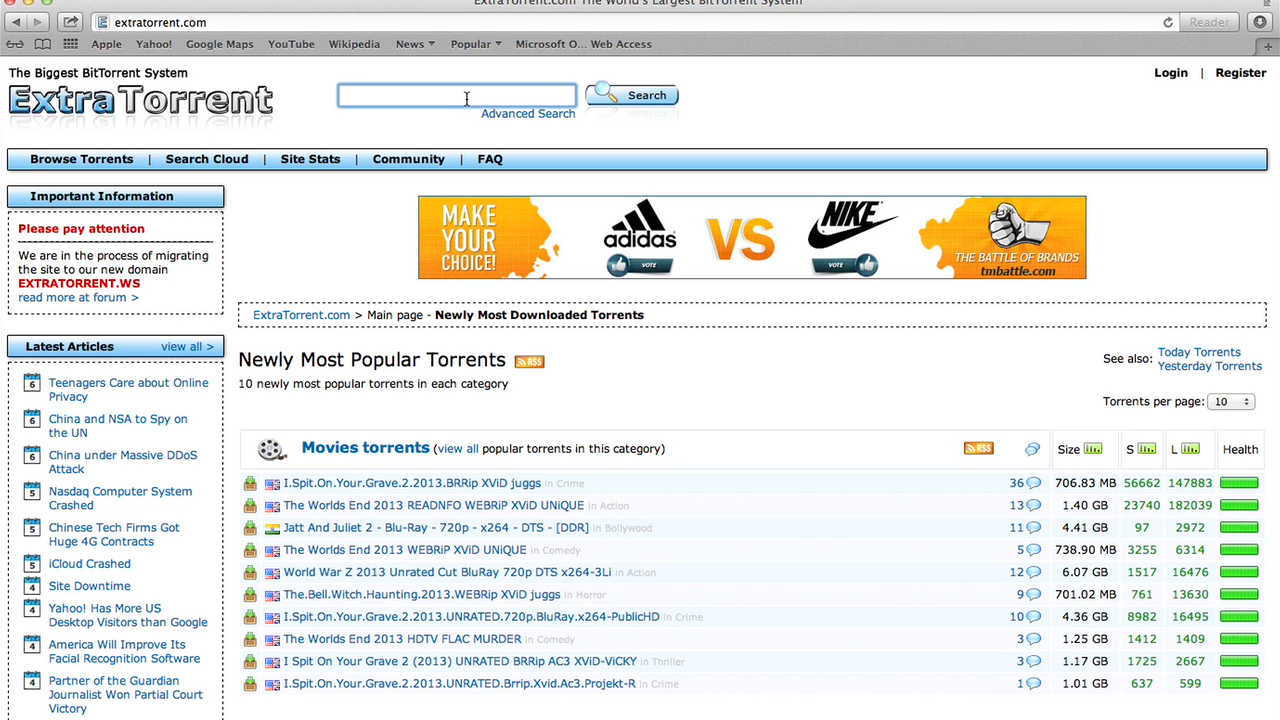 ExtraTorrent.com The World's Largest BitTorrent System
extratorrent.com
Reader
Apple Yahoo! Google Maps YouTube Wikipedia News Popular Microsoft O... Web Access
The Biggest BitTorrent System
Login | Register
ExtraTorrent
Search
Advanced Search
Browse Torrents | Search Cloud | Site Stats | Community | FAQ
Important Information
Please pay attention
We are in the process of migrating
the site to our new domain
EXTRATORRENT.WS
read more at forum >
MAKE
YOUR
CHOICE!
adidas
VOTE
VS
NIKE
VOTE
THE BATTLE OF BRANDS
tmbattle.com
ExtraTorrent.com > Main page - Newly Most Downloaded Torrents
Latest Articles view all >
6 Teenagers Care about Online
Privacy
6 China and NSA to Spy on
the UN
6 China under Massive DDoS
Attack
5 Nasdaq Computer System
Crashed
5 Chinese Tech Firms Got
Huge 4G Contracts
5 iCloud Crashed
4 Site Downtime
4 Yahoo! Has More US
Desktop Visitors than Google
4 America Will Improve Its
Facial Recognition Software
4 Partner of the Guardian
Journalist Won Partial Court
Victory
Newly Most Popular Torrents RSS
10 newly most popular torrents in each category
See also: Today Torrents
Yesterday Torrents
Torrents per page: 10
Movies torrents (view all popular torrents in this category) RSS Size S L Health
I.Spit.On.Your.Grave.2.2013.BRRip XViD juggs in Crime 36 706.83 MB 56662 147883
The Worlds End 2013 READNFO WEBRiP XViD UNiQUE in Action 13 1.40 GB 23740 182039
Jatt And Juliet 2 - Blu-Ray - 720p - x264 - DTS - [DDR] in Bollywood 11 4.41 GB 97 2972
The Worlds End 2013 WEBRiP XViD UNiQUE in Comedy 5 738.90 MB 3255 6314
World War Z 2013 Unrated Cut BluRay 720p DTS x264-3Li in Action 12 6.07 GB 1517 16476
The.Bell.Witch.Haunting.2013.WEBRip XViD juggs in Horror 9 701.02 MB 761 13630
I.Spit.On.Your.Grave.2.2013.UNRATED.720p.BluRay.x264-PublicHD in Crime 10 4.36 GB 8982 16495
The Worlds End 2013 HDTV FLAC MURDER in Comedy 3 1.25 GB 1412 1409
I Spit On Your Grave 2 (2013) UNRATED BRRip AC3 XViD-ViCKY in Thriller 3 1.17 GB 1725 2667
I.Spit.On.Your.Grave.2.2013.UNRATED.Brrip.Xvid.Ac3.Projekt-R in Crime 1 1.01 GB 637 599